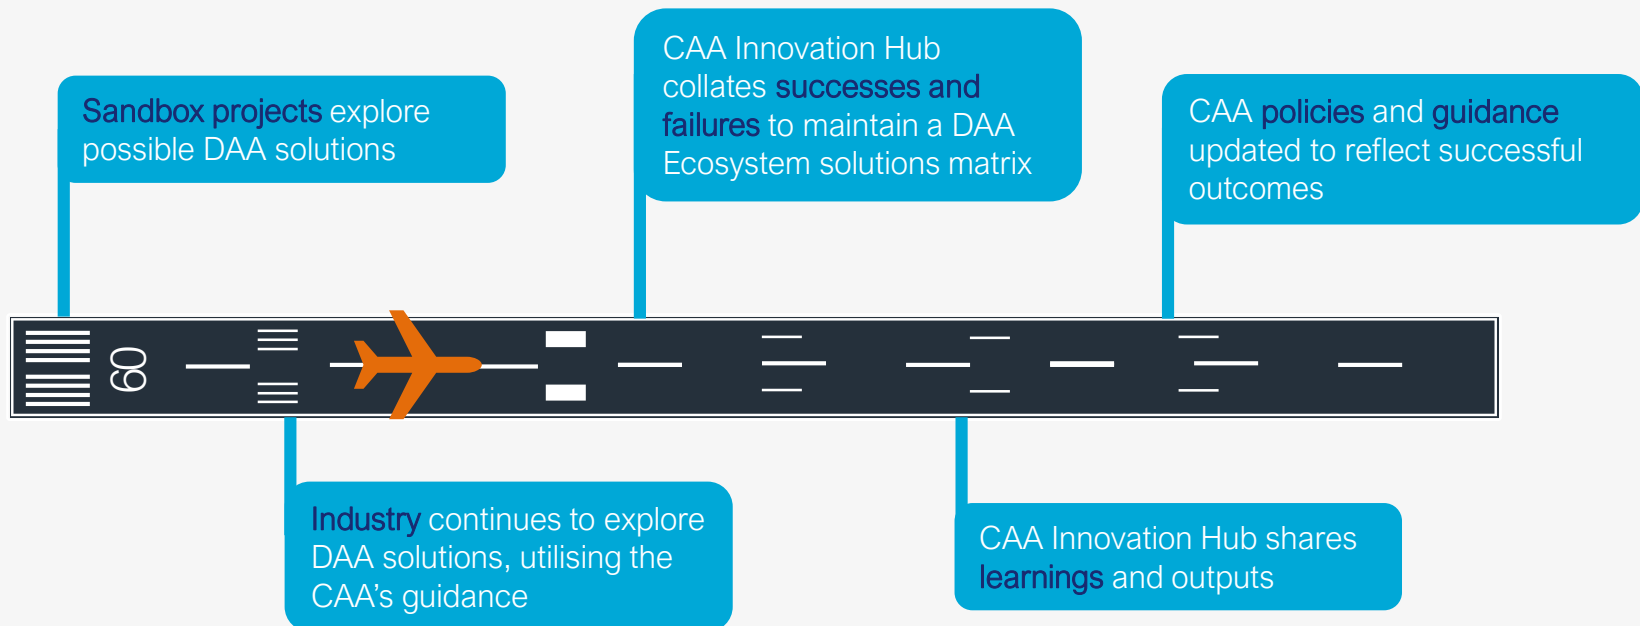 Sandbox projects explore
possible DAA solutions
CAA Innovation Hub
collates successes and
failures to maintain a DAA
Ecosystem solutions matrix
CAA policies and guidance
updated to reflect successful
outcomes
09
Industry continues to explore
DAA solutions, utilising the
CAA's guidance
CAA Innovation Hub shares
learnings and outputs